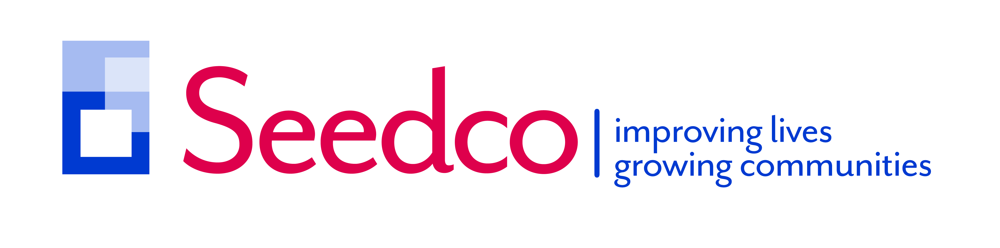 Seedco
improving lives
growing communities